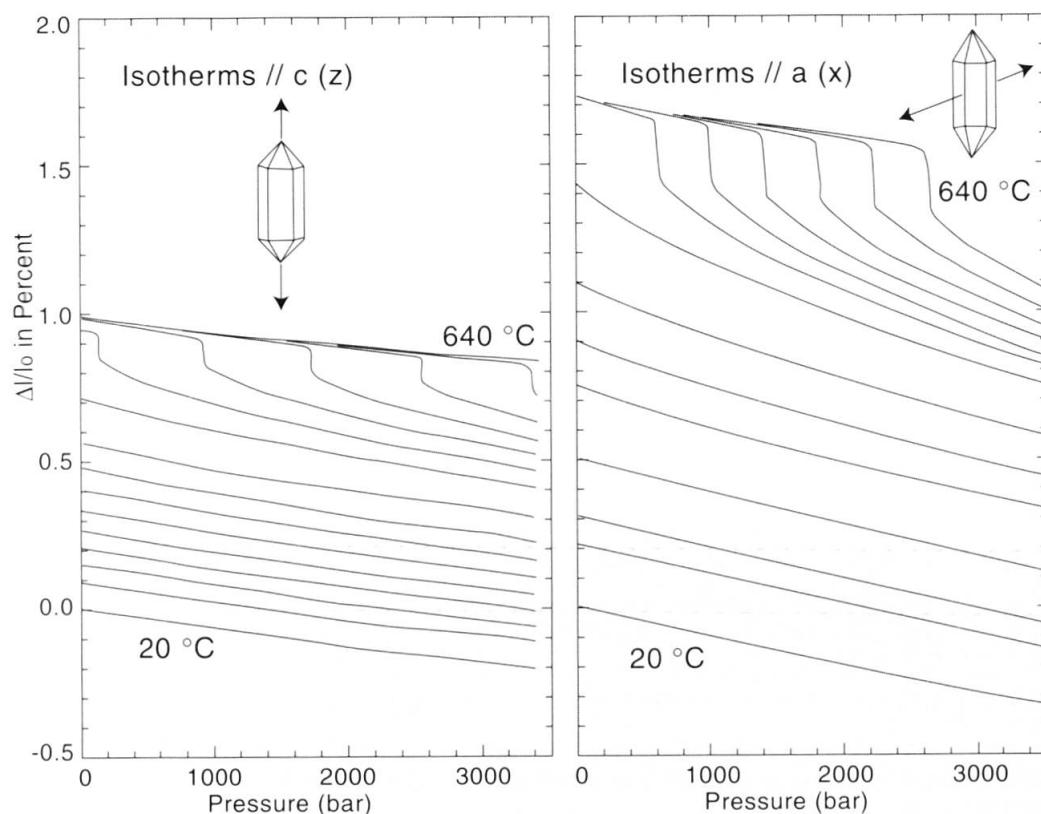 2.0
1.5
1.0
0.5
0.0
-0.5
Δl/lo in Percent
Isotherms // c (z)
640 °C
20 °C
0
1000
2000
3000
Pressure (bar)
Isotherms // a (x)
640 °C
20 °C
0
1000
2000
3000
Pressure (bar)